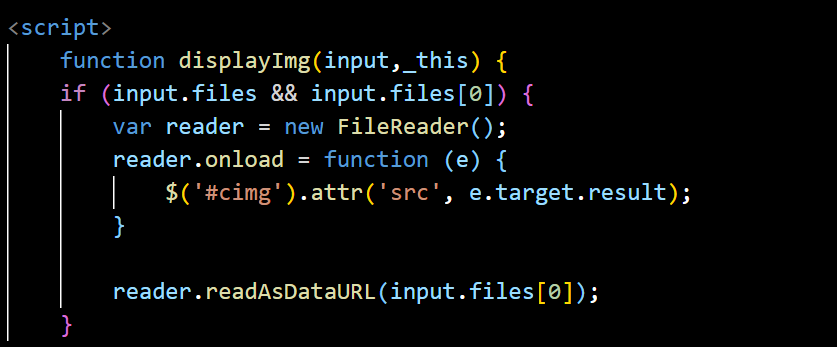 <script>
function displayImg(input,_this) {
if (input.files && input.files[0]) {
var reader = new FileReader();
reader.onload = function (e) {
$('#cimg').attr('src', e.target.result);
}
reader.readAsDataURL(input.files[0]);
}